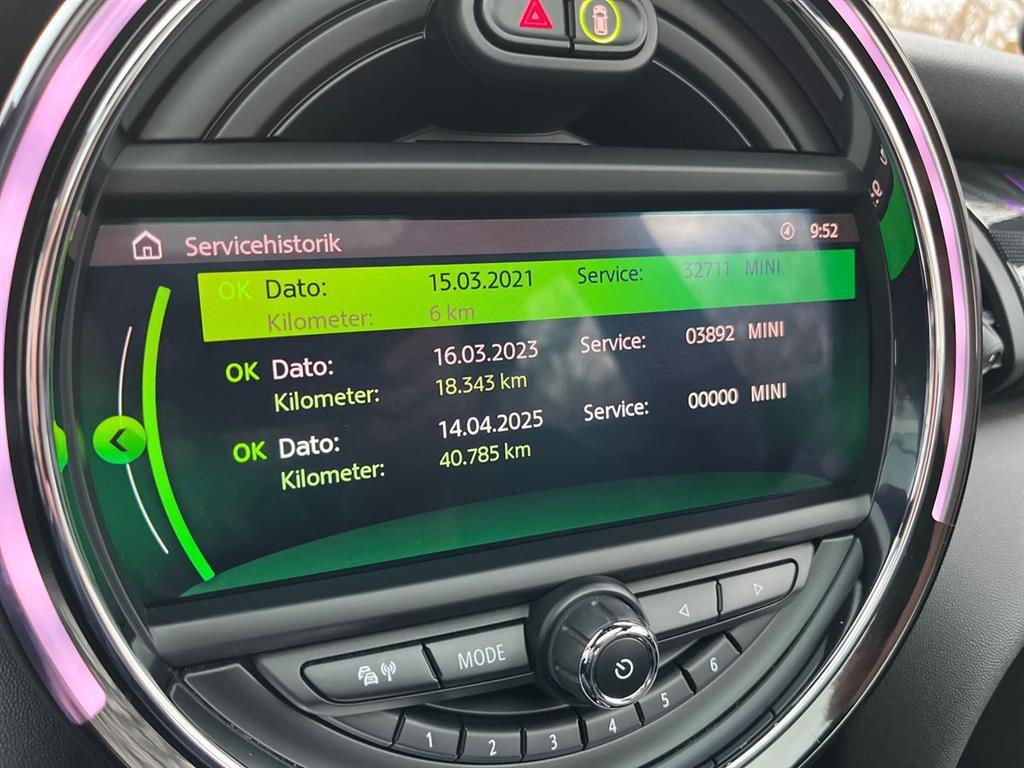 Servicehistorik 9:52
OK Dato: 15.03.2021 Service: 32711 MINI
Kilometer: 6 km
OK Dato: 16.03.2023 Service: 03892 MINI
Kilometer: 18.343 km
OK Dato: 14.04.2025 Service: 00000 MINI
Kilometer: 40.785 km
MODE
1 2 3 4 5 6